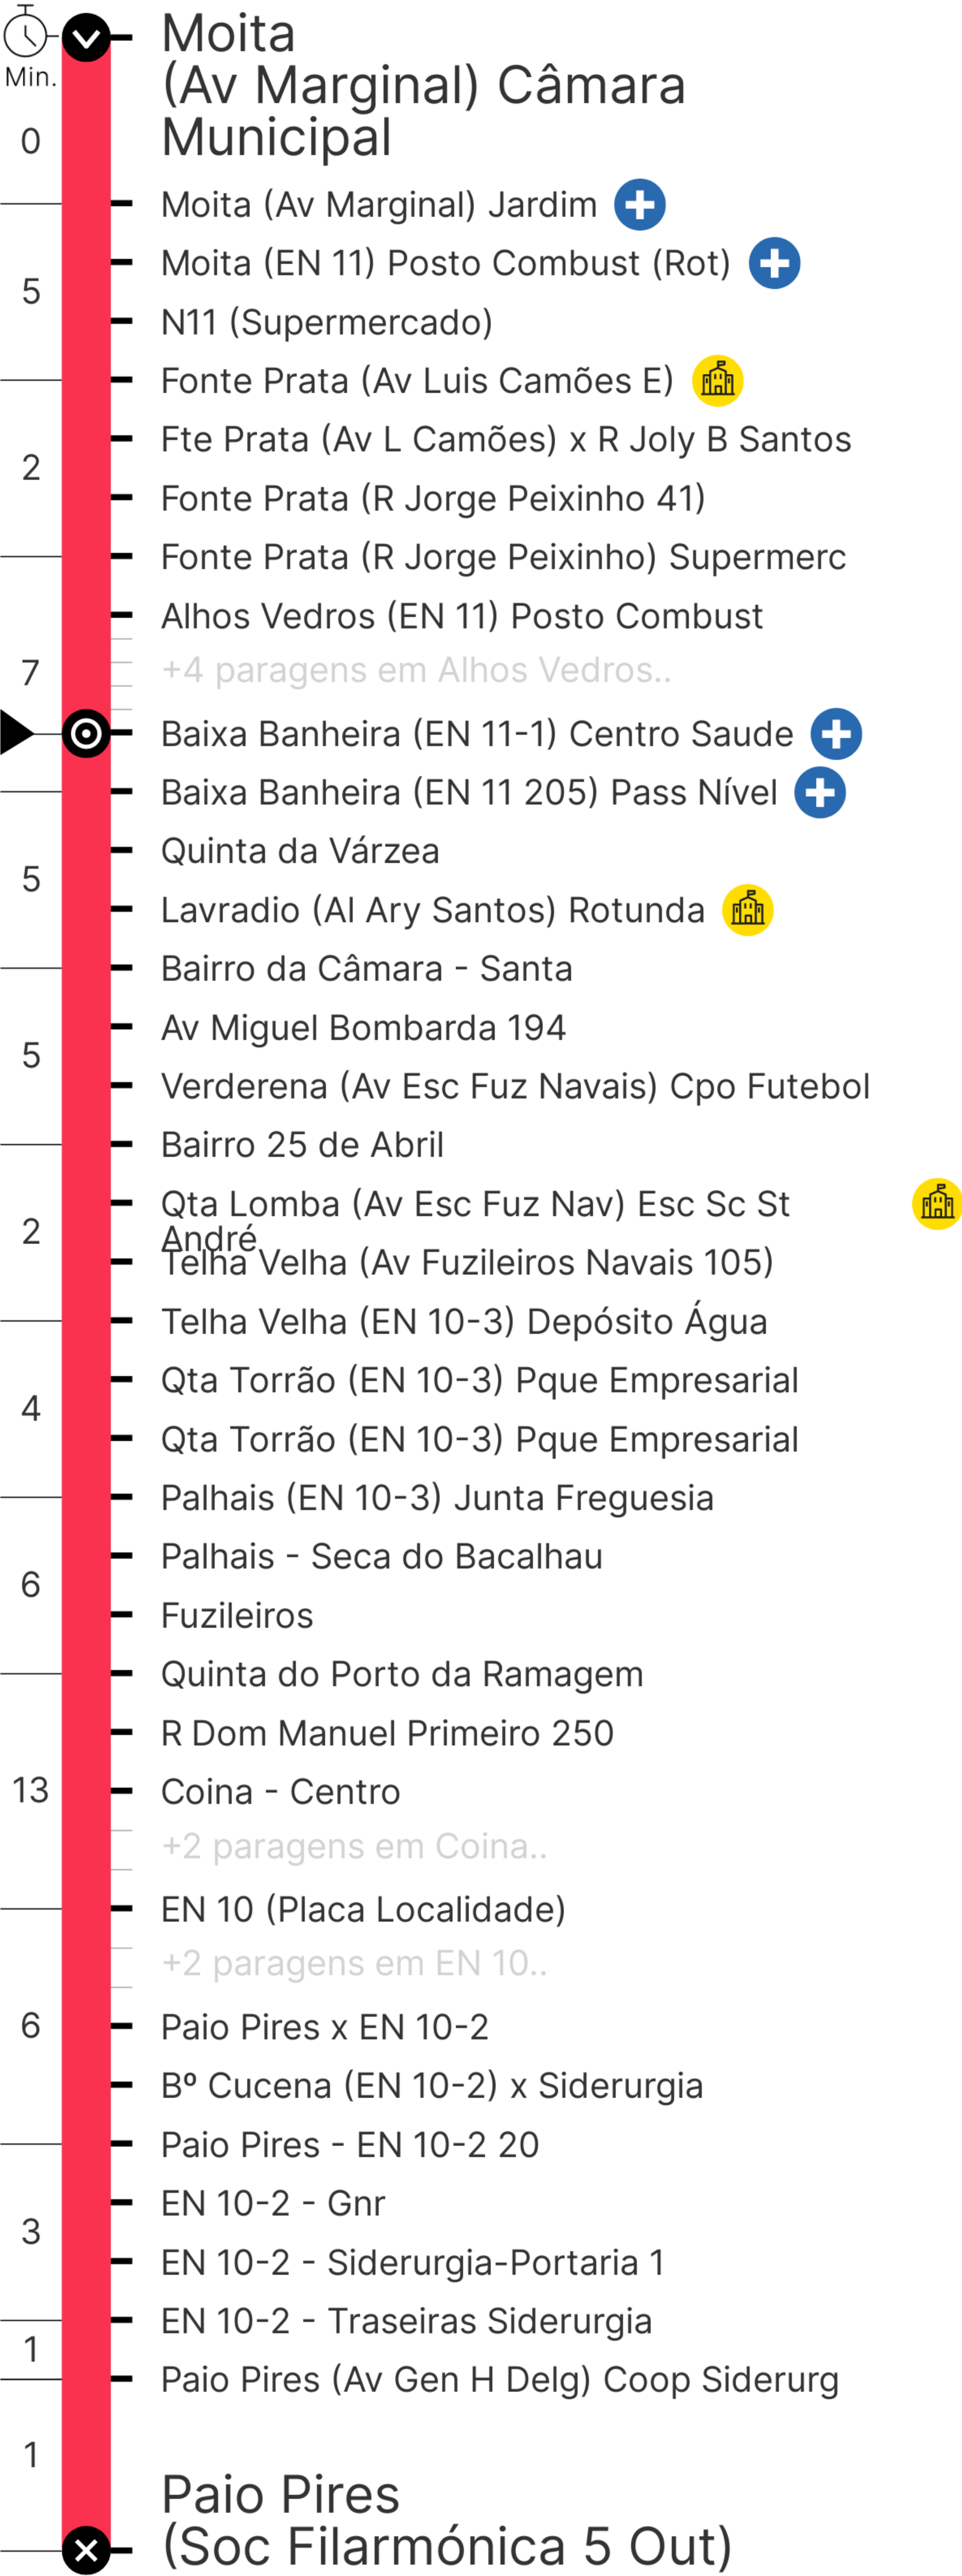 Moita
(Av Marginal) Câmara
Municipal
Min.
0
Moita (Av Marginal) Jardim
Moita (EN 11) Posto Combust (Rot)
5
N11 (Supermercado)
Fonte Prata (Av Luis Camões E)
Fte Prata (Av L Camões) x R Joly B Santos
2
Fonte Prata (R Jorge Peixinho 41)
Fonte Prata (R Jorge Peixinho) Supermerc
Alhos Vedros (EN 11) Posto Combust
7
+4 paragens em Alhos Vedros..
Baixa Banheira (EN 11-1) Centro Saude
Baixa Banheira (EN 11 205) Pass Nível
Quinta da Várzea
5
Lavradio (Al Ary Santos) Rotunda
Bairro da Câmara - Santa
Av Miguel Bombarda 194
5
Verderena (Av Esc Fuz Navais) Cpo Futebol
Bairro 25 de Abril
Qta Lomba (Av Esc Fuz Nav) Esc Sc St
André
2
Telha Velha (Av Fuzileiros Navais 105)
Telha Velha (EN 10-3) Depósito Água
Qta Torrão (EN 10-3) Pque Empresarial
4
Qta Torrão (EN 10-3) Pque Empresarial
Palhais (EN 10-3) Junta Freguesia
Palhais - Seca do Bacalhau
6
Fuzileiros
Quinta do Porto da Ramagem
R Dom Manuel Primeiro 250
13
Coina - Centro
+2 paragens em Coina..
EN 10 (Placa Localidade)
+2 paragens em EN 10..
6
Paio Pires x EN 10-2
Bº Cucena (EN 10-2) x Siderurgia
Paio Pires - EN 10-2 20
EN 10-2 - Gnr
3
EN 10-2 - Siderurgia-Portaria 1
EN 10-2 - Traseiras Siderurgia
1
Paio Pires (Av Gen H Delg) Coop Siderurg
1
Paio Pires
(Soc Filarmónica 5 Out)